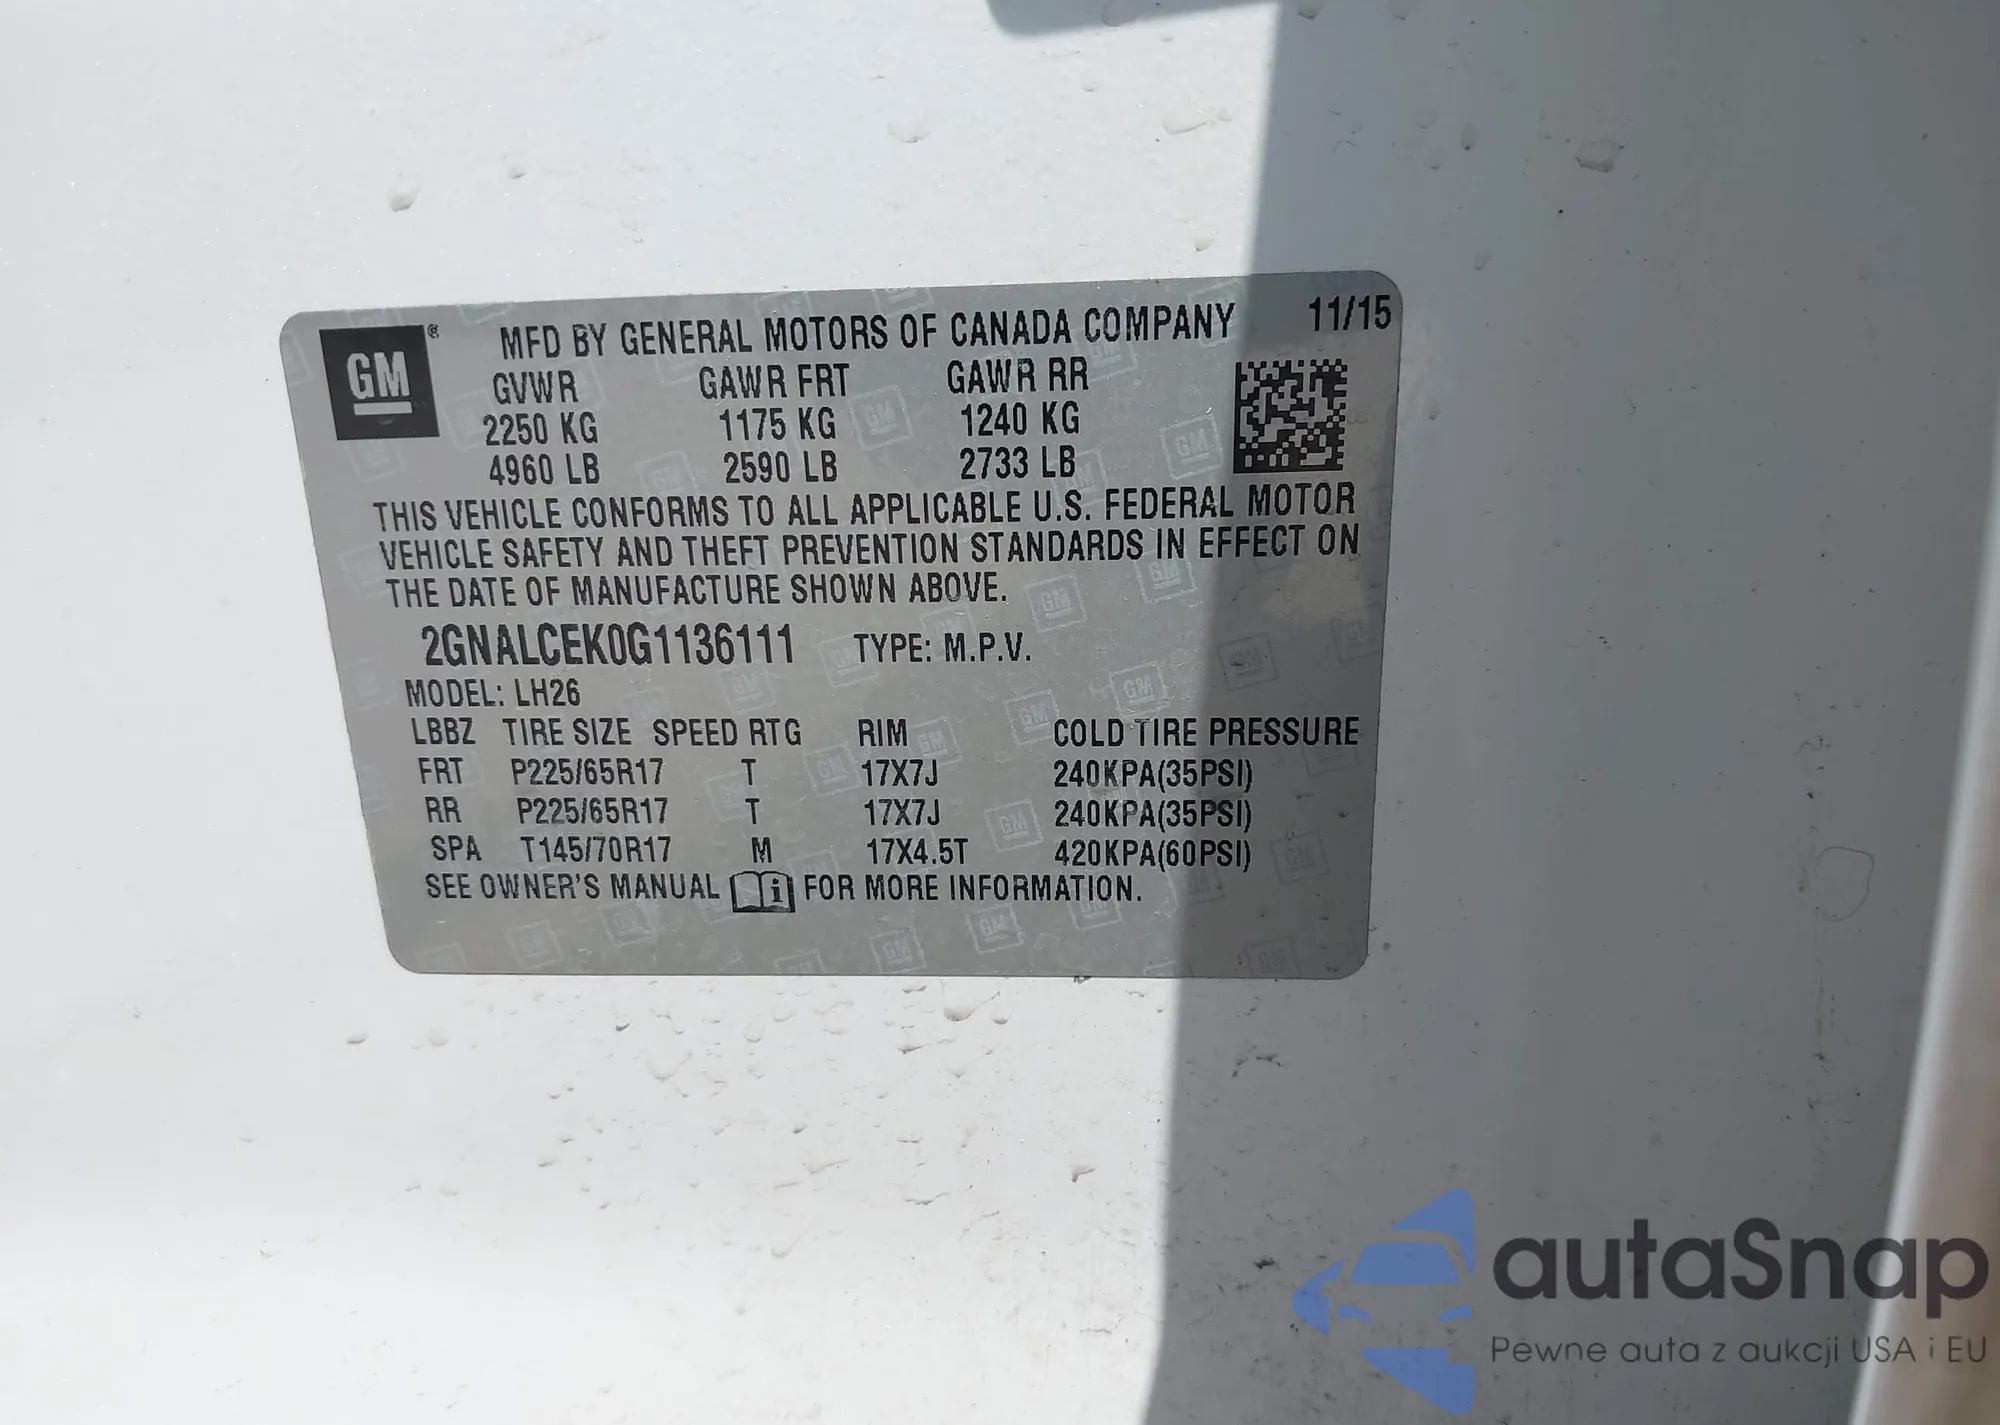 GM ® MFD BY GENERAL MOTORS OF CANADA COMPANY 11/15
GVWR GAWR FRT GAWR RR
2250 KG 1175 KG 1240 KG
4960 LB 2590 LB 2733 LB
THIS VEHICLE CONFORMS TO ALL APPLICABLE U.S. FEDERAL MOTOR
VEHICLE SAFETY AND THEFT PREVENTION STANDARDS IN EFFECT ON
THE DATE OF MANUFACTURE SHOWN ABOVE.
2GNALCEK0G1136111 TYPE: M.P.V.
MODEL: LH26
LBBZ TIRE SIZE SPEED RTG RIM COLD TIRE PRESSURE
FRT P225/65R17 T 17X7J 240KPA(35PSI)
RR P225/65R17 T 17X7J 240KPA(35PSI)
SPA T145/70R17 M 17X4.5T 420KPA(60PSI)
SEE OWNER'S MANUAL i FOR MORE INFORMATION.
autaSnap
Pewne auta z aukcji USA i EU